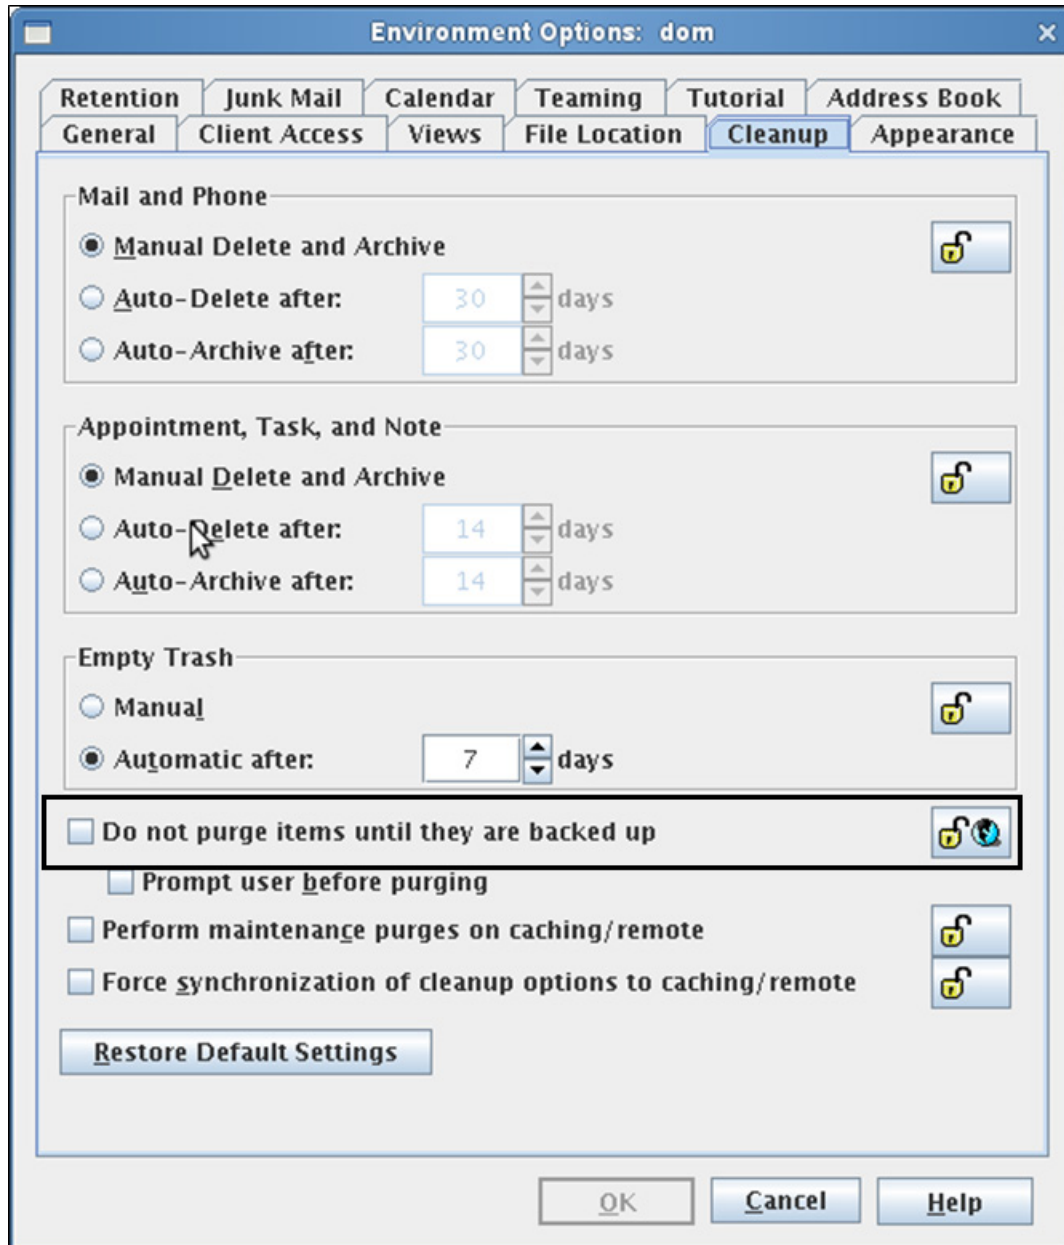 Environment Options: dom
Retention Junk Mail Calendar Teaming Tutorial Address Book
General Client Access Views File Location Cleanup Appearance
Mail and Phone
Manual Delete and Archive
Auto-Delete after: 30 days
Auto-Archive after: 30 days
Appointment, Task, and Note
Manual Delete and Archive
Auto-Delete after: 14 days
Auto-Archive after: 14 days
Empty Trash
Manual
Automatic after: 7 days
Do not purge items until they are backed up
Prompt user before purging
Perform maintenance purges on caching/remote
Force synchronization of cleanup options to caching/remote
Restore Default Settings
OK Cancel Help